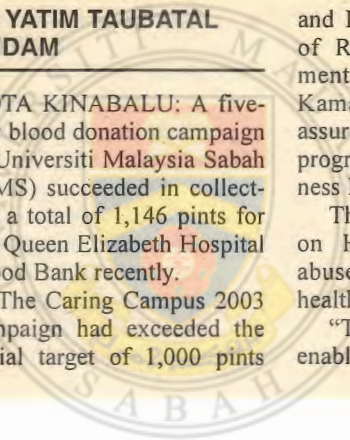 YATIM TAUBATAL
DAM
OTA KINABALU: A five-
blood donation campaign
Universiti Malaysia Sabah
MS) succeeded in collect-
a total of 1,146 pints for
Queen Elizabeth Hospital
ood Bank recently.
The Caring Campus 2003
mpaign had exceeded the
ial target of 1,000 pints
and
of R
ment
Kama
assur
progr
ness
Th
on H
abuse
healtl
"T
enabl
SABAH